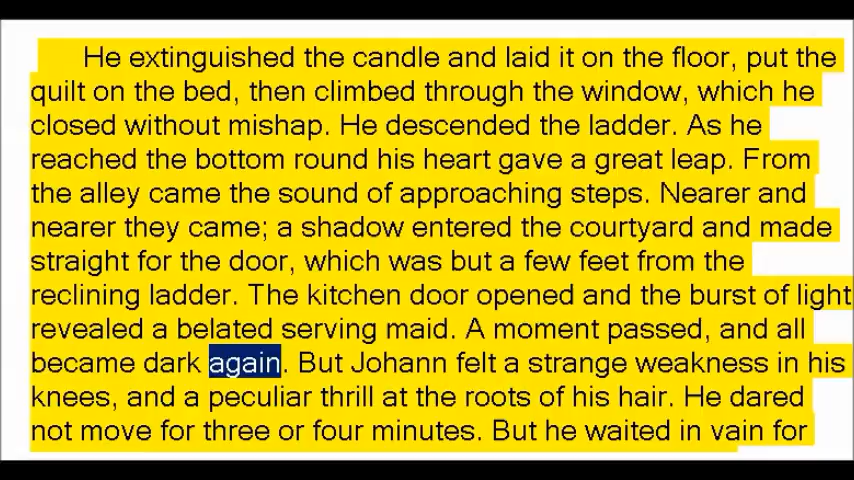 He extinguished the candle and laid it on the floor, put the
quilt on the bed, then climbed through the window, which he
closed without mishap. He descended the ladder. As he
reached the bottom round his heart gave a great leap. From
the alley came the sound of approaching steps. Nearer and
nearer they came; a shadow entered the courtyard and made
straight for the door, which was but a few feet from the
reclining ladder. The kitchen door opened and the burst of light
revealed a belated serving maid. A moment passed, and all
became dark again. But Johann felt a strange weakness in his
knees, and a peculiar thrill at the roots of his hair. He dared
not move for three or four minutes. But he waited in vain for